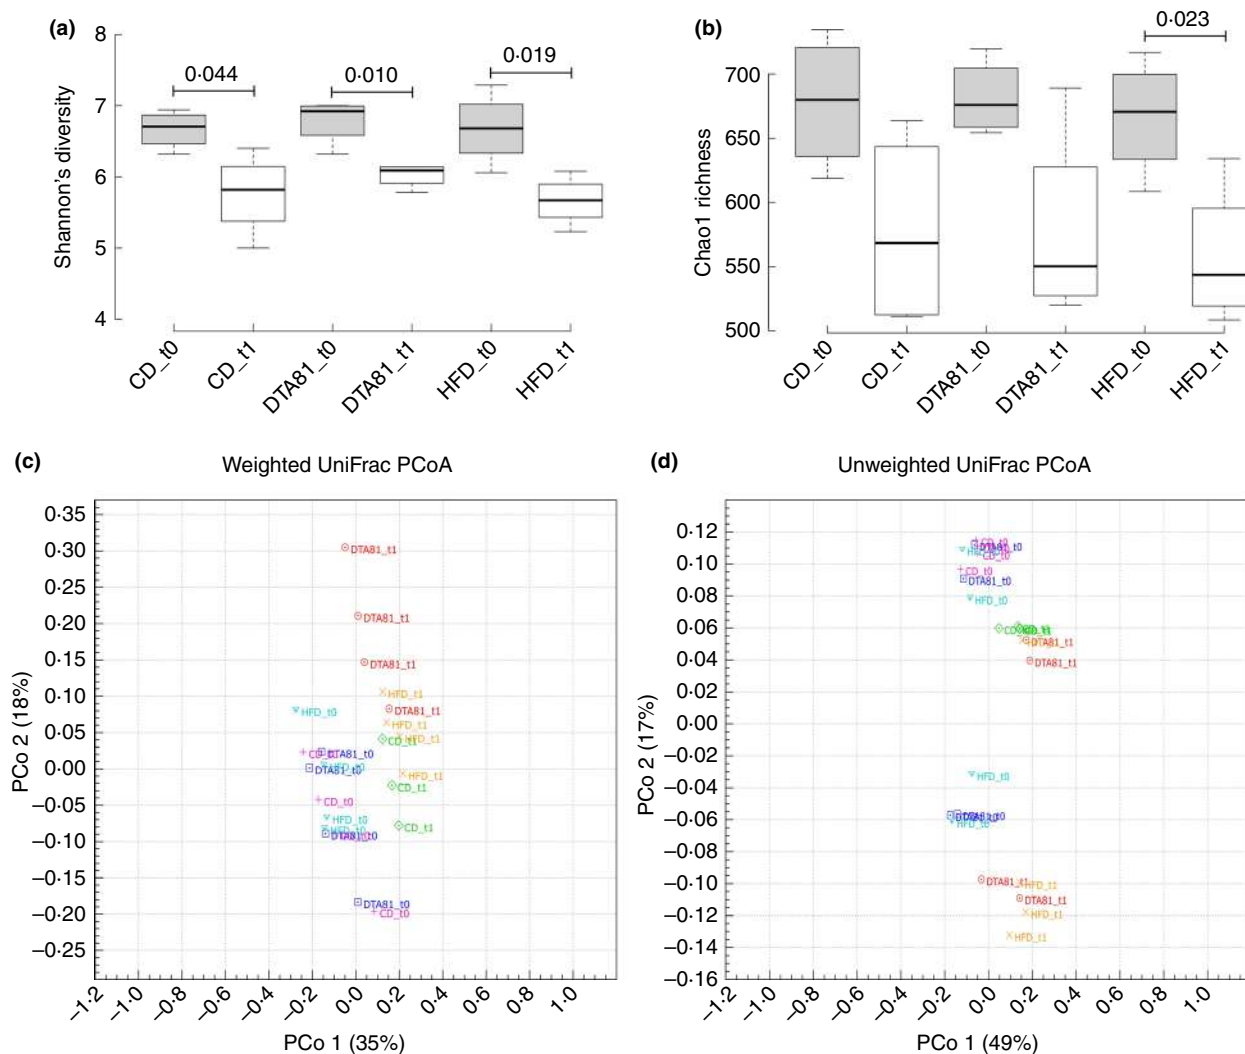 (a)
Shannon's diversity
8
7
6
5
4
0·044
0·010
0·019
CD_t0
CD_t1
DTA81_t0
DTA81_t1
HFD_t0
HFD_t1
(b)
Chao1 richness
700
650
600
550
500
0·023
CD_t0
CD_t1
DTA81_t0
DTA81_t1
HFD_t0
HFD_t1
(c)
Weighted UniFrac PCoA
PCo 2 (18%)
0·35
0·30
0·25
0·20
0·15
0·10
0·05
0·00
–0·05
–0·10
–0·15
–0·20
–0·25
DTA81_t1
DTA81_t1
DTA81_t1
HFD_t1
HFD_t0
DTA81_t1
HFD_t1
HFD_t1
CD_t1
DTA81_t0
HFD_t0
DTA81_t0
HFD_t1
CD_t1
CD_t0
HFD_t0
CD_t1
DTA81_t0
DTA81_t0
CD_t0
–1·2
–1·0
–0·8
–0·6
–0·4
–0·2
0·0
0·2
0·4
0·6
0·8
1·0
PCo 1 (35%)
(d)
Unweighted UniFrac PCoA
PCo 2 (17%)
0·12
0·10
0·08
0·06
0·04
0·02
0·00
–0·02
–0·04
–0·06
–0·08
–0·10
–0·12
–0·14
–0·16
CD_t0
DTA81_t0
CD_t0
CD_t0
DTA81_t0
HFD_t0
DTA81_t1
DTA81_t1
HFD_t0
DTA81_t0
HFD_t0
DTA81_t1
HFD_t1
DTA81_t1
HFD_t1
HFD_t1
–1·2
–1·0
–0·8
–0·6
–0·4
–0·2
0·0
0·2
0·4
0·6
0·8
1·0
PCo 1 (49%)